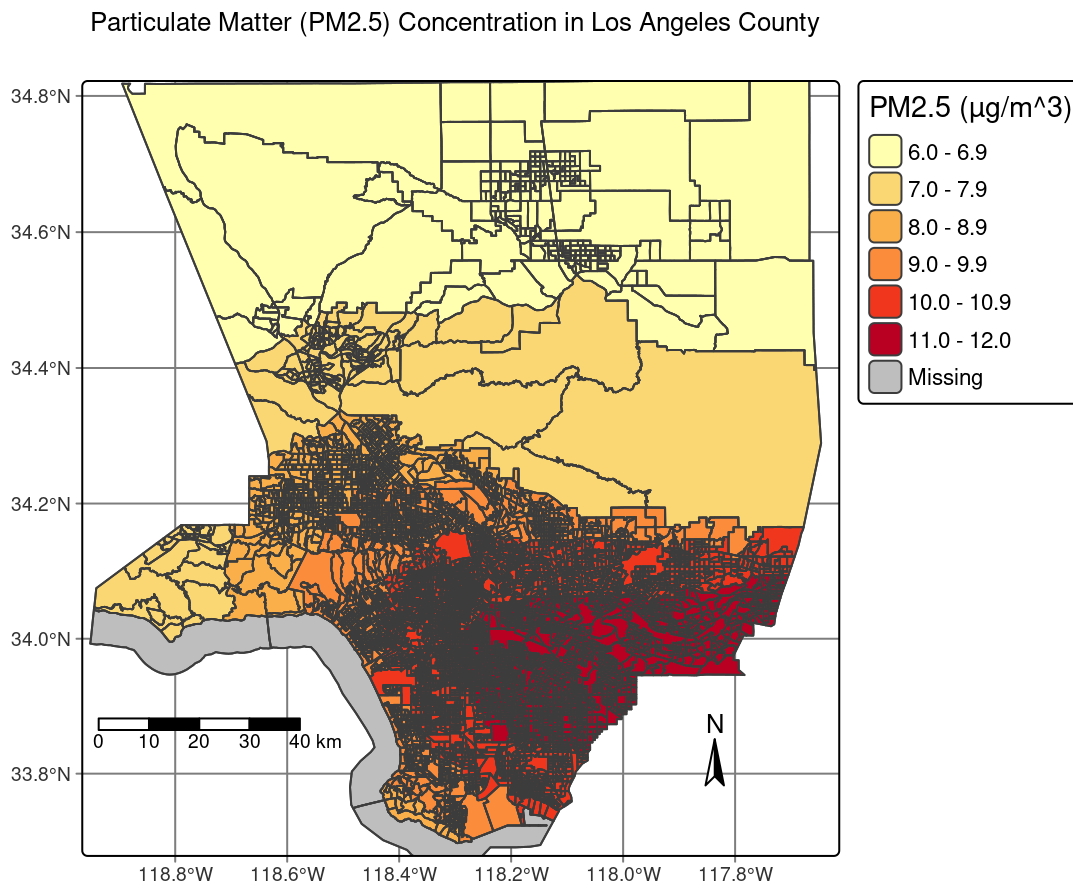 Particulate Matter (PM2.5) Concentration in Los Angeles County
34.8°N
34.6°N
34.4°N
34.2°N
34.0°N
33.8°N
PM2.5 (µg/m^3)
6.0 - 6.9
7.0 - 7.9
8.0 - 8.9
9.0 - 9.9
10.0 - 10.9
11.0 - 12.0
Missing
0 10 20 30 40 km
N
118.8°W 118.6°W 118.4°W 118.2°W 118.0°W 117.8°W